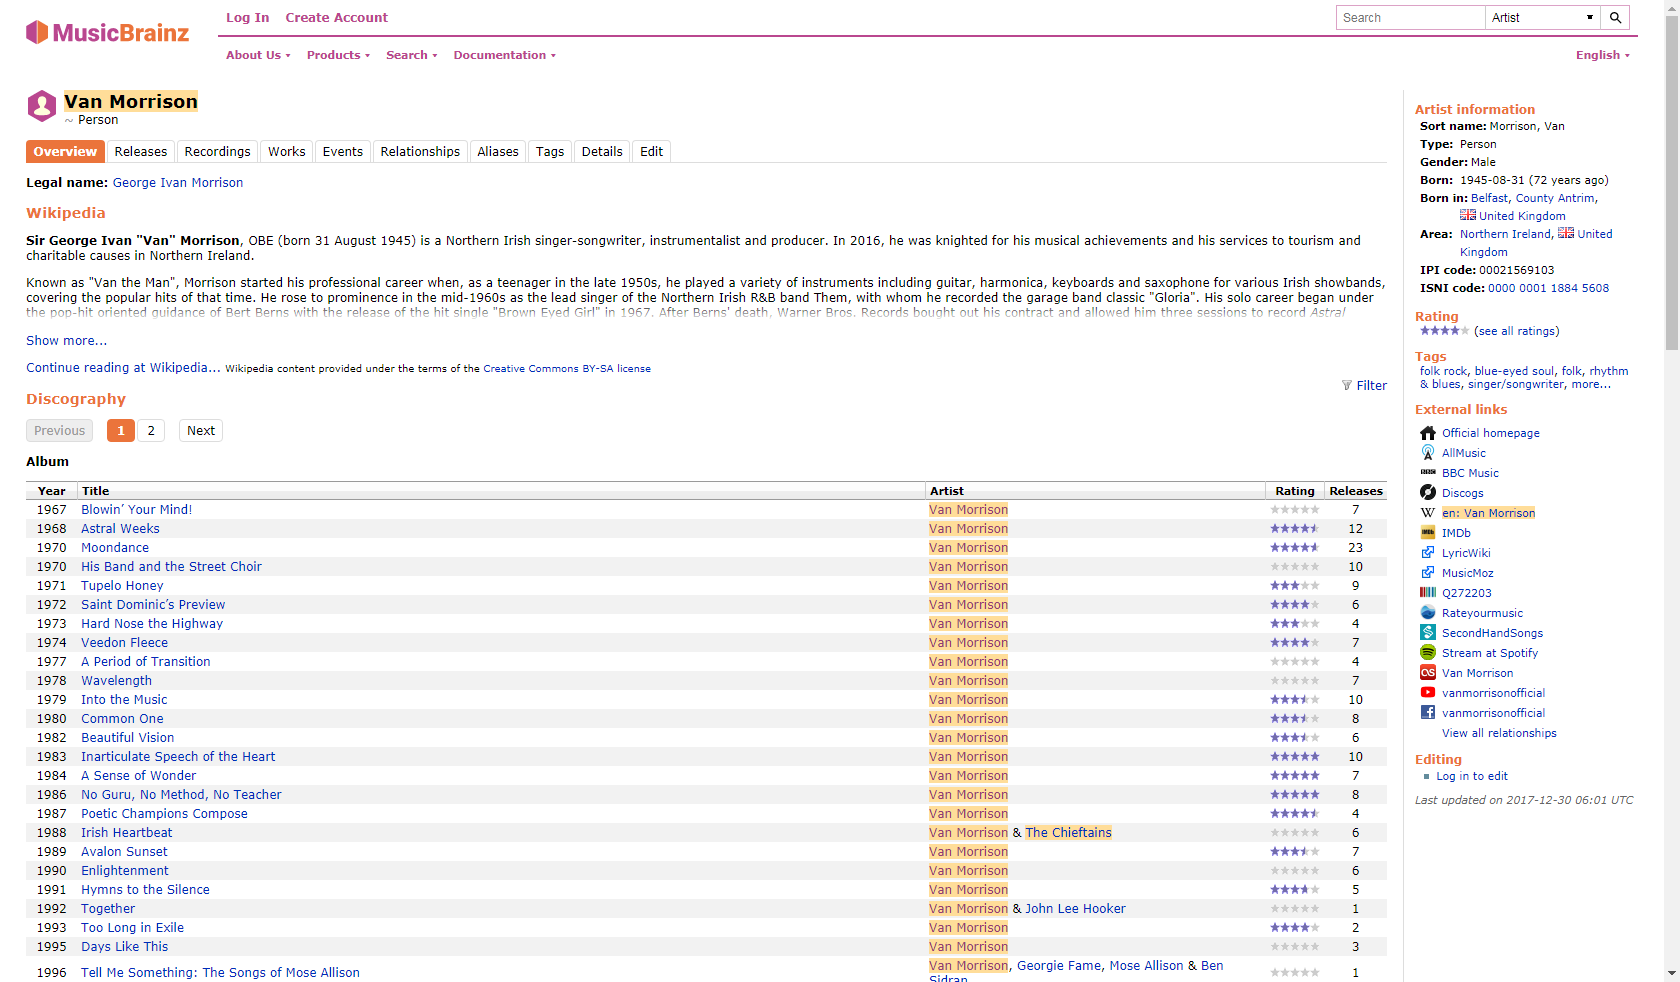 MusicBrainz
Log In Create Account
Search Artist
About Us Products Search Documentation English
Van Morrison
~ Person
Overview Releases Recordings Works Events Relationships Aliases Tags Details Edit
Legal name: George Ivan Morrison
Wikipedia
Sir George Ivan "Van" Morrison, OBE (born 31 August 1945) is a Northern Irish singer-songwriter, instrumentalist and producer. In 2016, he was knighted for his musical achievements and his services to tourism and
charitable causes in Northern Ireland.
Known as "Van the Man", Morrison started his professional career when, as a teenager in the late 1950s, he played a variety of instruments including guitar, harmonica, keyboards and saxophone for various Irish showbands,
covering the popular hits of that time. He rose to prominence in the mid-1960s as the lead singer of the Northern Irish R&B band Them, with whom he recorded the garage band classic "Gloria". His solo career began under
the pop-hit oriented guidance of Bert Berns with the release of the hit single "Brown Eyed Girl" in 1967. After Berns' death, Warner Bros. Records bought out his contract and allowed him three sessions to record Astral
Show more...
Continue reading at Wikipedia... Wikipedia content provided under the terms of the Creative Commons BY-SA license
Filter
Discography
Previous 1 2 Next
Album
Year Title Artist Rating Releases
1967 Blowin’ Your Mind! Van Morrison 7
1968 Astral Weeks Van Morrison 12
1970 Moondance Van Morrison 23
1970 His Band and the Street Choir Van Morrison 10
1971 Tupelo Honey Van Morrison 9
1972 Saint Dominic’s Preview Van Morrison 6
1973 Hard Nose the Highway Van Morrison 4
1974 Veedon Fleece Van Morrison 7
1977 A Period of Transition Van Morrison 4
1978 Wavelength Van Morrison 7
1979 Into the Music Van Morrison 10
1980 Common One Van Morrison 8
1982 Beautiful Vision Van Morrison 6
1983 Inarticulate Speech of the Heart Van Morrison 10
1984 A Sense of Wonder Van Morrison 7
1986 No Guru, No Method, No Teacher Van Morrison 8
1987 Poetic Champions Compose Van Morrison 4
1988 Irish Heartbeat Van Morrison & The Chieftains 6
1989 Avalon Sunset Van Morrison 7
1990 Enlightenment Van Morrison 6
1991 Hymns to the Silence Van Morrison 5
1992 Together Van Morrison & John Lee Hooker 1
1993 Too Long in Exile Van Morrison 2
1995 Days Like This Van Morrison 3
1996 Tell Me Something: The Songs of Mose Allison Van Morrison, Georgie Fame, Mose Allison & Ben 1
Sidran
Artist information
Sort name: Morrison, Van
Type: Person
Gender: Male
Born: 1945-08-31 (72 years ago)
Born in: Belfast, County Antrim,
United Kingdom
Area: Northern Ireland, United
Kingdom
IPI code: 00021569103
ISNI code: 0000 0001 1884 5608
Rating
(see all ratings)
Tags
folk rock, blue-eyed soul, folk, rhythm
& blues, singer/songwriter, more...
External links
Official homepage
AllMusic
BBC Music
Discogs
en: Van Morrison
IMDb
LyricWiki
MusicMoz
Q272203
Rateyourmusic
SecondHandSongs
Stream at Spotify
Van Morrison
vanmorrisonofficial
vanmorrisonofficial
View all relationships
Editing
Log in to edit
Last updated on 2017-12-30 06:01 UTC